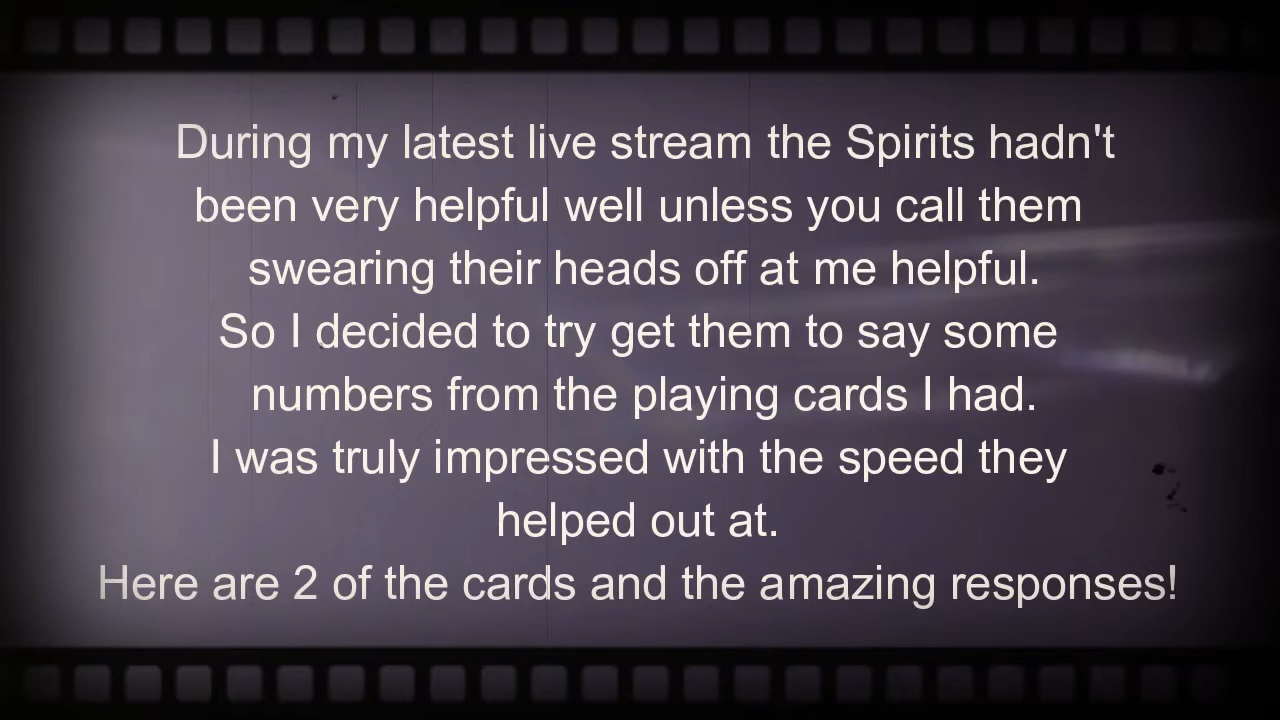 During my latest live stream the Spirits hadn't
been very helpful well unless you call them
swearing their heads off at me helpful.
So I decided to try get them to say some
numbers from the playing cards I had.
I was truly impressed with the speed they
helped out at.
Here are 2 of the cards and the amazing responses!